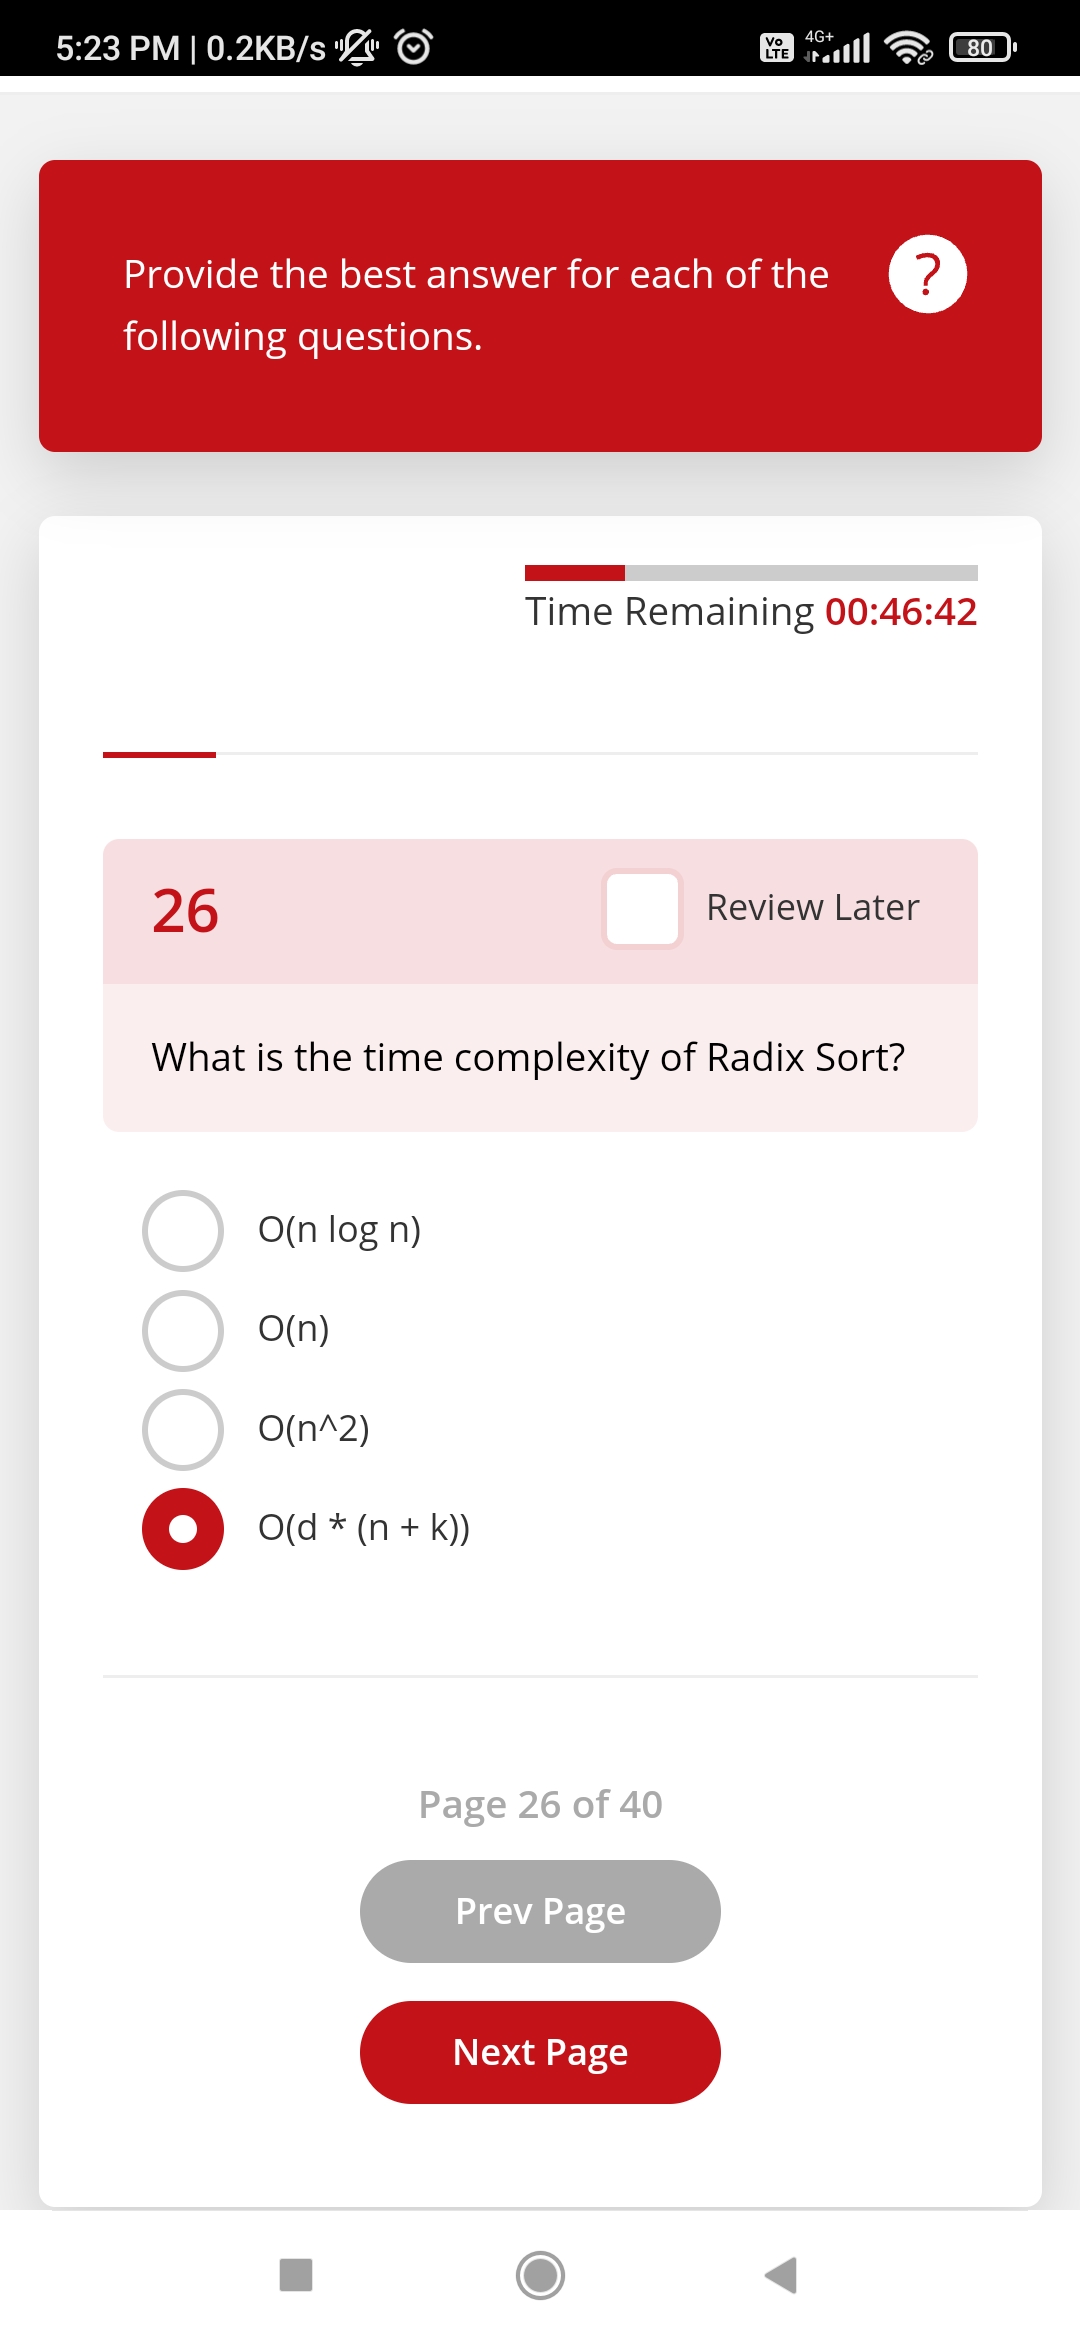 5:23 PM | 0.2KB/s
Vo LTE 4G+ 80
Provide the best answer for each of the
following questions.
?
Time Remaining 00:46:42
26
Review Later
What is the time complexity of Radix Sort?
O(n log n)
O(n)
O(n^2)
O(d * (n + k))
Page 26 of 40
Prev Page
Next Page